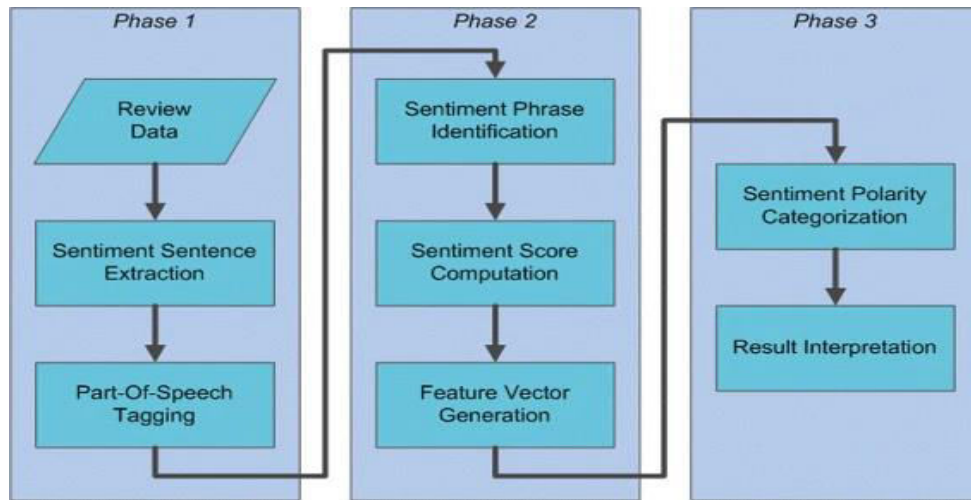 Phase 1
Review
Data
Sentiment Sentence
Extraction
Part-Of-Speech
Tagging
Phase 2
Sentiment Phrase
Identification
Sentiment Score
Computation
Feature Vector
Generation
Phase 3
Sentiment Polarity
Categorization
Result Interpretation